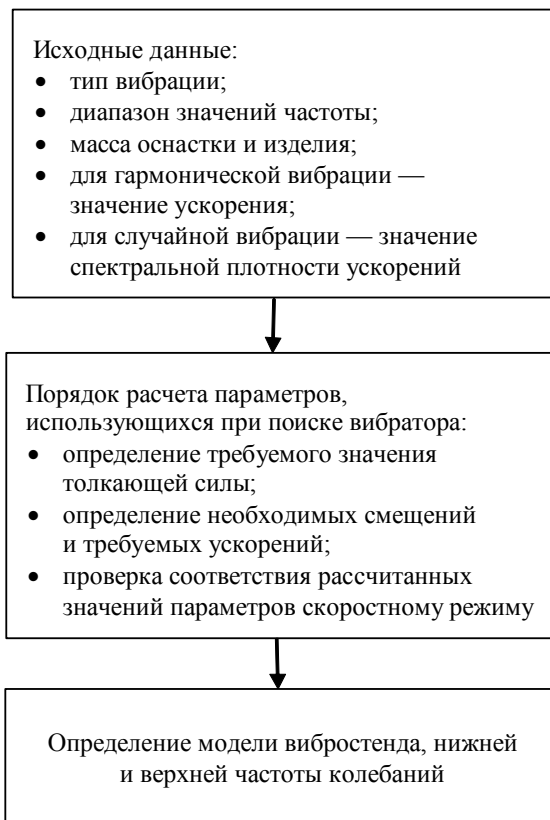 Исходные данные:
• тип вибрации;
• диапазон значений частоты;
• масса оснастки и изделия;
• для гармонической вибрации —
значение ускорения;
• для случайной вибрации — значение
спектральной плотности ускорений
Порядок расчета параметров,
использующихся при поиске вибратора:
• определение требуемого значения
толкающей силы;
• определение необходимых смещений
и требуемых ускорений;
• проверка соответствия рассчитанных
значений параметров скоростному режиму
Определение модели вибростенда, нижней
и верхней частоты колебаний